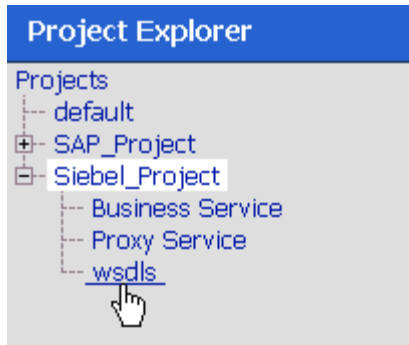 Project Explorer
Projects
default
SAP_Project
Siebel_Project
Business Service
Proxy Service
wsdls